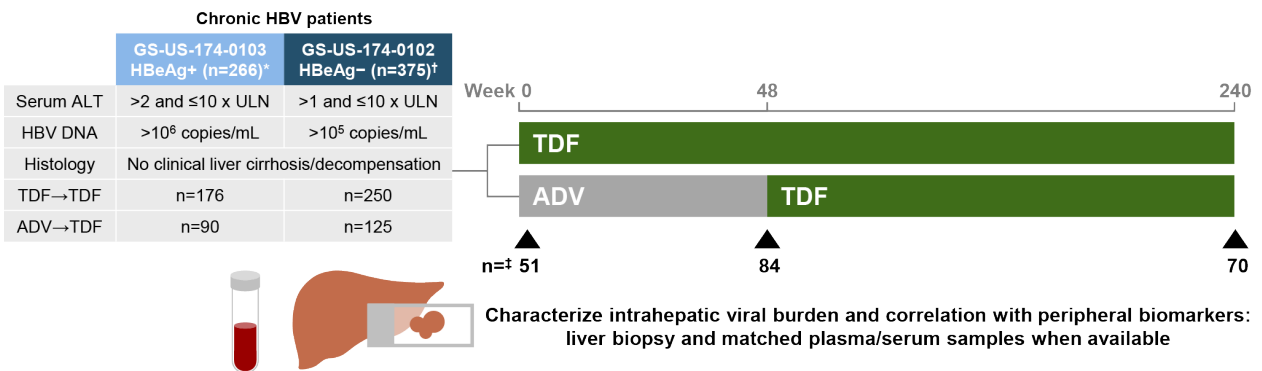 Chronic HBV patients
GS-US-174-0103 GS-US-174-0102
HBeAg+ (n=266)* HBeAg− (n=375)†
Serum ALT >2 and ≤10 x ULN >1 and ≤10 x ULN
HBV DNA >10⁶ copies/mL >10⁵ copies/mL
Histology No clinical liver cirrhosis/decompensation
TDF→TDF n=176 n=250
ADV→TDF n=90 n=125
Week 0 48 240
TDF
ADV TDF
n=‡ 51 84 70
Characterize intrahepatic viral burden and correlation with peripheral biomarkers:
liver biopsy and matched plasma/serum samples when available